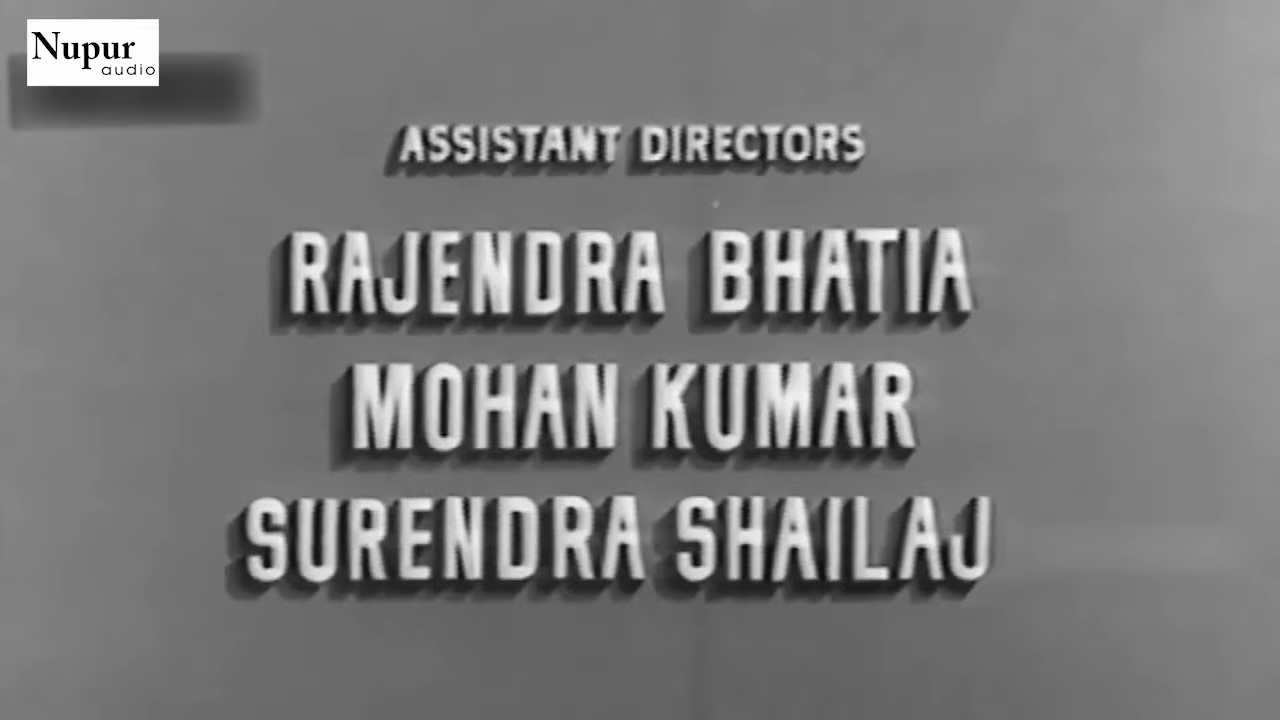 Nupur
audio
ASSISTANT DIRECTORS
RAJENDRA BHATIA
MOHAN KUMAR
SURENDRA SHAILAJ